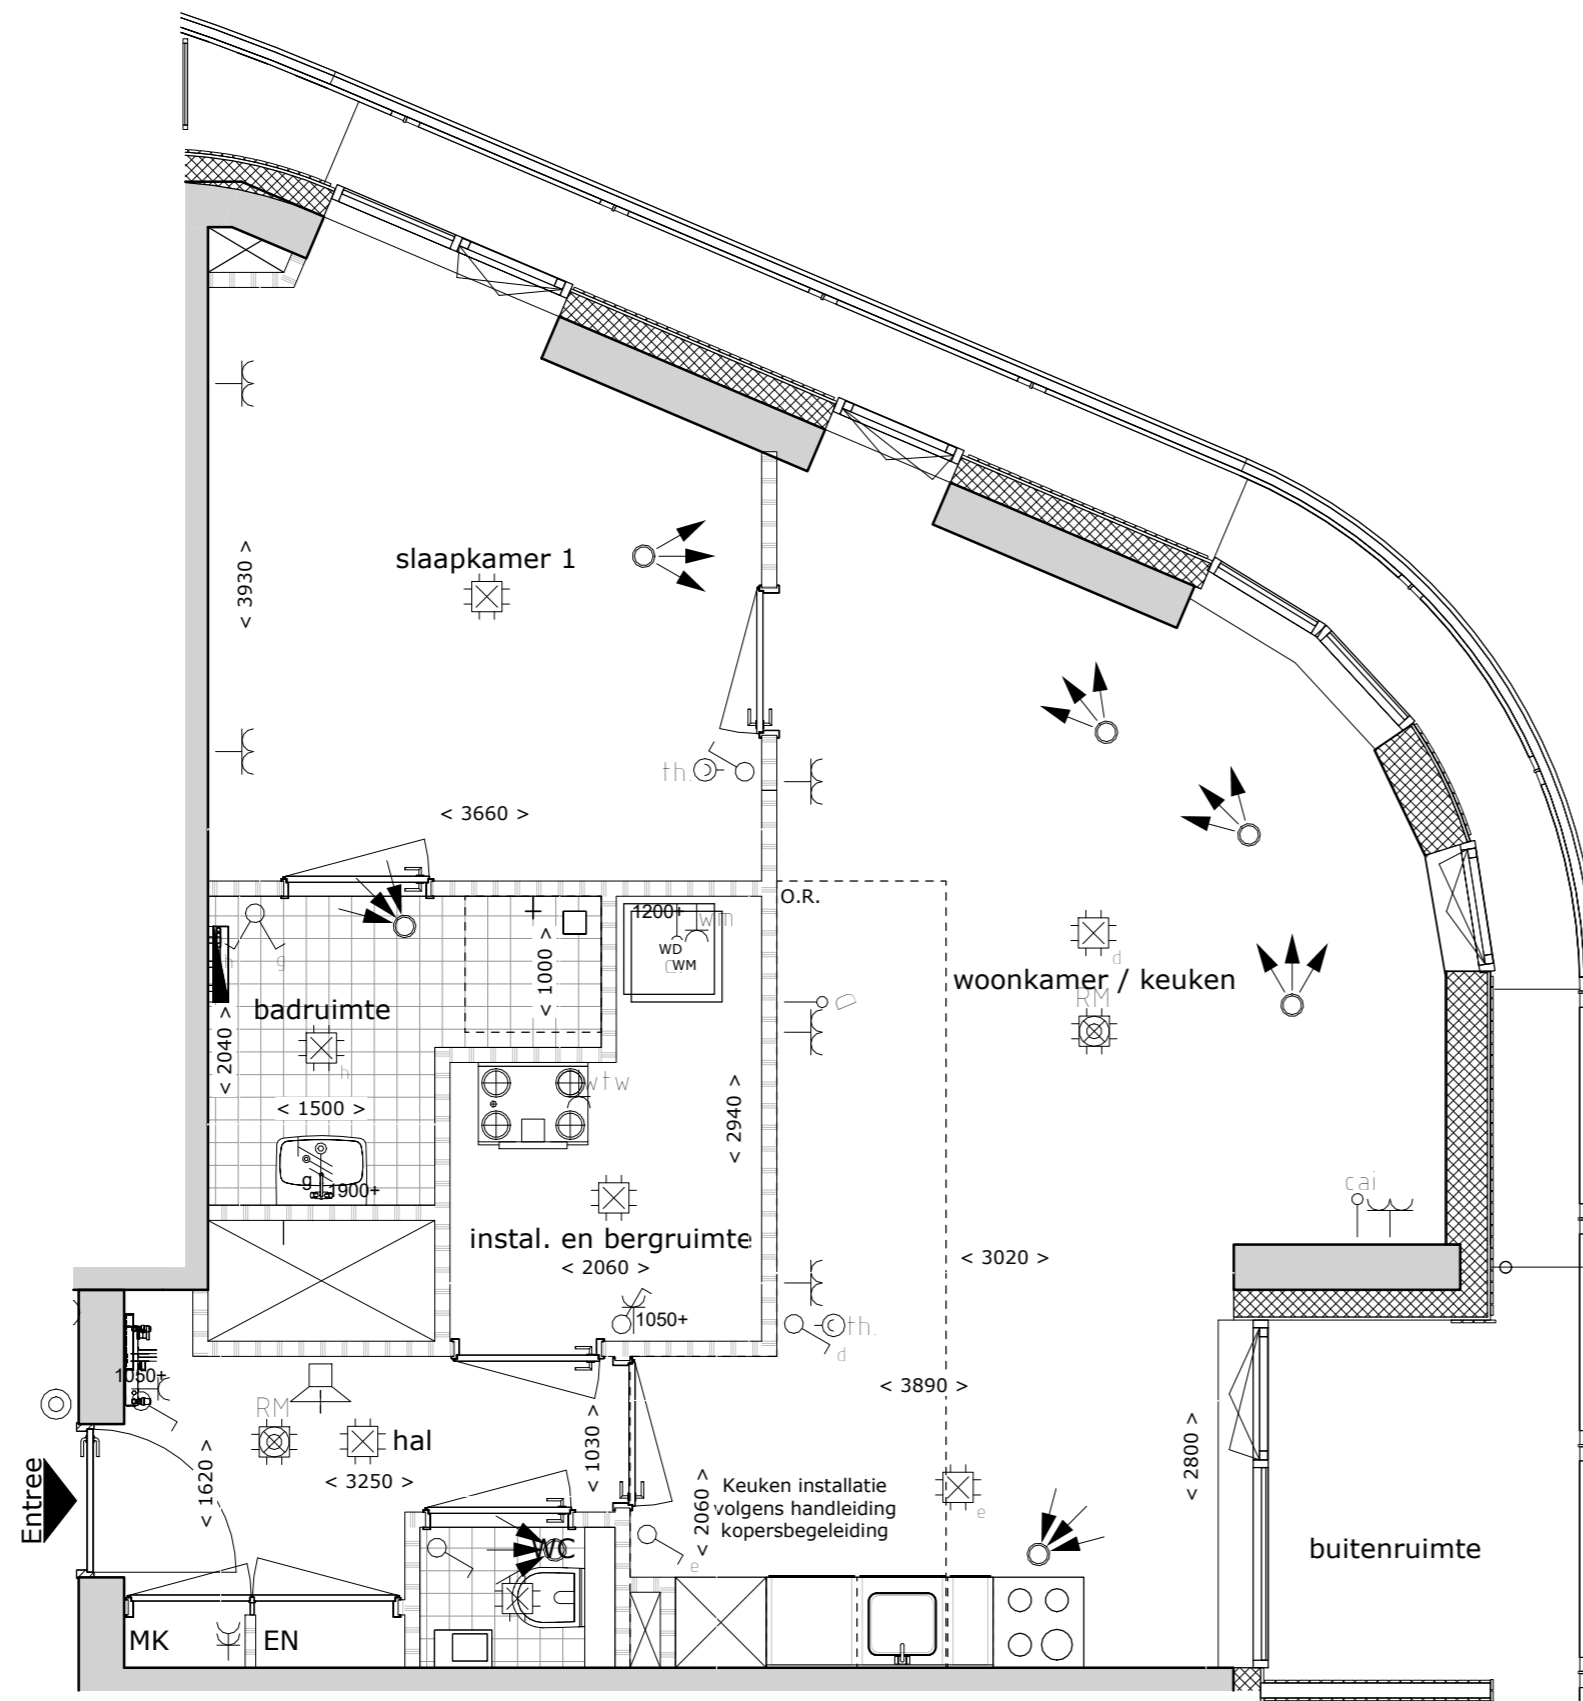 slaapkamer 1
< 3930 >
th.
< 3660 >
O.R.
1200+
wm
WD
WM
h
g
< 1000 >
badruimte
woonkamer / keuken
d
RM
< 2040 >
h
wtw
< 1500 >
< 2940 >
g
1900+
cai
instal. en bergruimte
< 2060 >
< 3020 >
1050+
th.
d
1050+
< 3890 >
RM
hal
< 3250 >
< 1620 >
< 1030 >
< 2060 >
Keuken installatie
volgens handleiding
kopersbegeleiding
< 2800 >
e
e
Entree
WC
buitenruimte
MK
EN